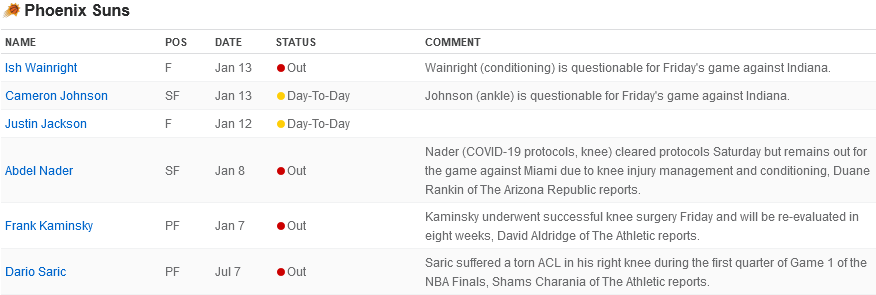 Phoenix Suns
NAME POS DATE STATUS COMMENT
Ish Wainright F Jan 13 Out Wainright (conditioning) is questionable for Friday's game against Indiana.
Cameron Johnson SF Jan 13 Day-To-Day Johnson (ankle) is questionable for Friday's game against Indiana.
Justin Jackson F Jan 12 Day-To-Day
Nader (COVID-19 protocols, knee) cleared protocols Saturday but remains out for
Abdel Nader SF Jan 8 Out the game against Miami due to knee injury management and conditioning, Duane
Rankin of The Arizona Republic reports.
Frank Kaminsky PF Jan 7 Out Kaminsky underwent successful knee surgery Friday and will be re-evaluated in
eight weeks, David Aldridge of The Athletic reports.
Dario Saric PF Jul 7 Out Saric suffered a torn ACL in his right knee during the first quarter of Game 1 of the
NBA Finals, Shams Charania of The Athletic reports.